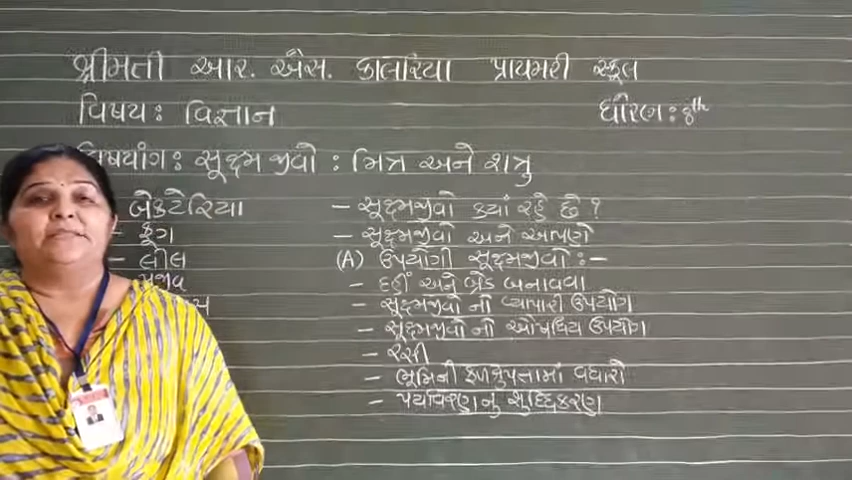 શ્રીમતી આર. એસ. કાલરિયા પ્રાયમરી સ્કૂલ
વિષય: વિજ્ઞાન ધોરણ: 8th
વિષયાંગ: સૂક્ષ્મજીવો : મિત્ર અને શત્રુ
બેક્ટેરિયા
- ફૂગ
- લીલ
- સૂક્ષ્મજીવો ક્યાં રહે છે ?
- સૂક્ષ્મજીવો અને આપણે
(A) ઉપયોગી સૂક્ષ્મજીવો :-
- દહીં અને બ્રેડ બનાવવા
- સૂક્ષ્મજીવો નો વ્યાપારી ઉપયોગ
- સૂક્ષ્મજીવો નો ઔષધિય ઉપયોગ
- રસી
- ભૂમિની ફળદ્રુપતામાં વધારો
- પર્યાવરણનું શુદ્ધિકરણ